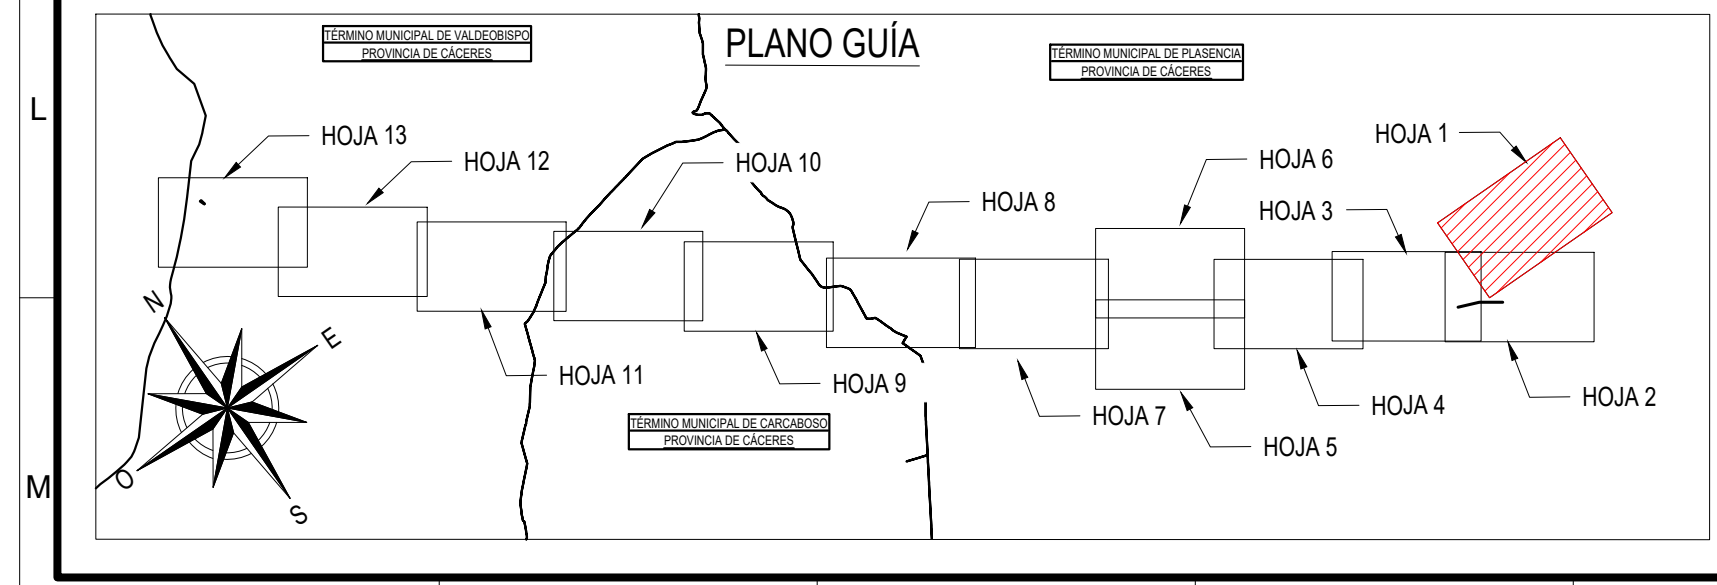 TÉRMINO MUNICIPAL DE VALDEOBISPO
PROVINCIA DE CÁCERES
PLANO GUÍA
TÉRMINO MUNICIPAL DE PLASENCIA
PROVINCIA DE CÁCERES
L
HOJA 13
HOJA 12
HOJA 10
HOJA 8
HOJA 6
HOJA 3
HOJA 1
N
E
O
S
HOJA 11
HOJA 9
HOJA 7
HOJA 5
HOJA 4
HOJA 2
TÉRMINO MUNICIPAL DE CARCABOSO
PROVINCIA DE CÁCERES
M